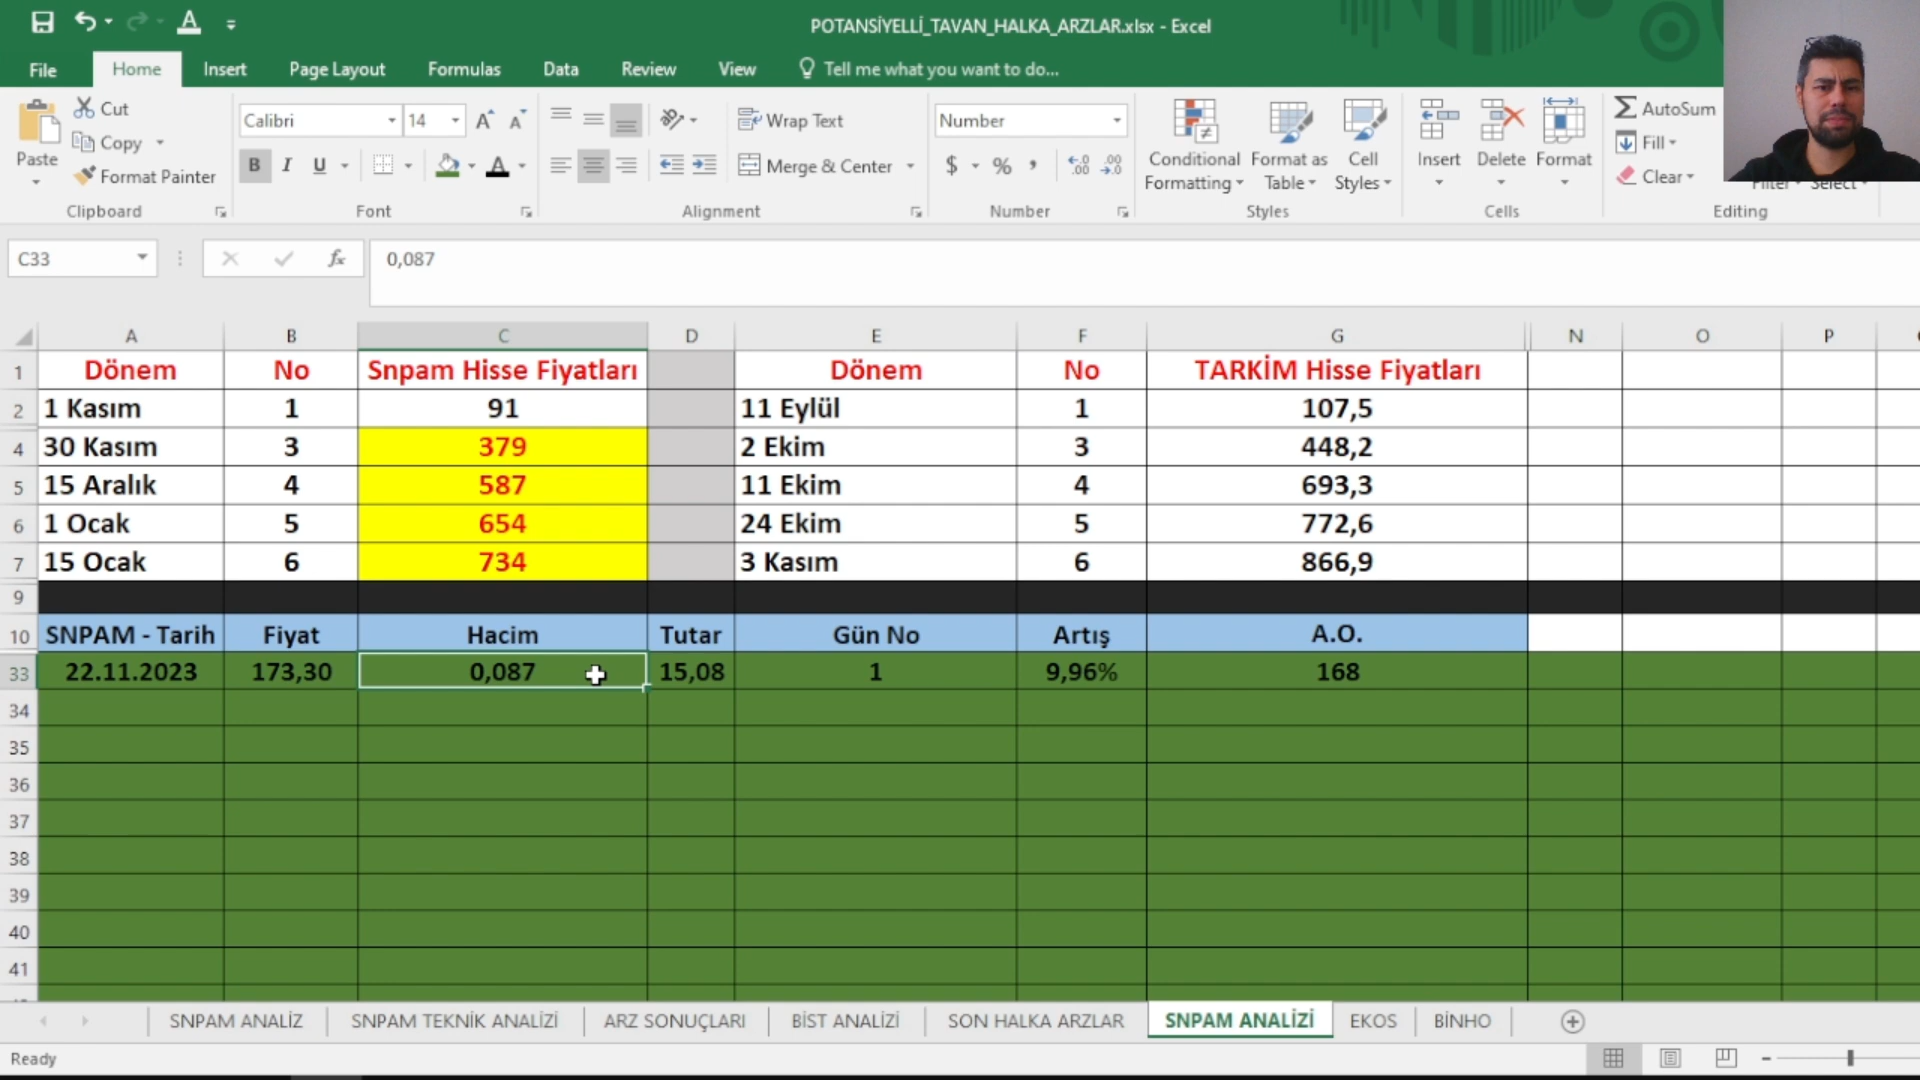 POTANSİYELLİ_TAVAN_HALKA_ARZLAR.xlsx - Excel
File Home Insert Page Layout Formulas Data Review View Tell me what you want to do...
Paste
Cut
Copy
Format Painter
Clipboard
Calibri 14
B I U
Font
Wrap Text
Merge & Center
Alignment
Number
$ % ,
Number
Conditional Formatting
Format as Table
Cell Styles
Styles
Insert Delete Format
Cells
AutoSum
Fill
Clear
Editing
C33 fx 0,087
A B C D E F G N O P
1 Dönem No Snpam Hisse Fiyatları Dönem No TARKİM Hisse Fiyatları
2 1 Kasım 1 91 11 Eylül 1 107,5
4 30 Kasım 3 379 2 Ekim 3 448,2
5 15 Aralık 4 587 11 Ekim 4 693,3
6 1 Ocak 5 654 24 Ekim 5 772,6
7 15 Ocak 6 734 3 Kasım 6 866,9
9
10 SNPAM - Tarih Fiyat Hacim Tutar Gün No Artış A.O.
33 22.11.2023 173,30 0,087 15,08 1 9,96% 168
34
35
36
37
38
39
40
41
SNPAM ANALİZ SNPAM TEKNİK ANALİZİ ARZ SONUÇLARI BİST ANALİZİ SON HALKA ARZLAR SNPAM ANALİZİ EKOS BİNHO
Ready